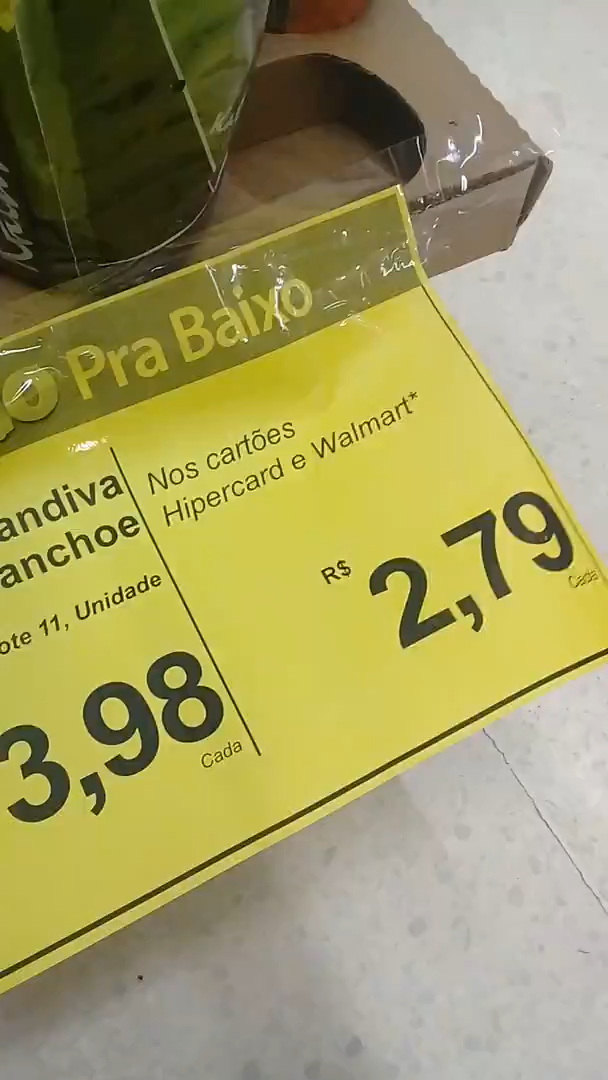 Pra Baixo
Nos cartões
Hipercard e Walmart*
R$ 2,79
Cada
andiva
anchoe
ote 11, Unidade
3,98
Cada